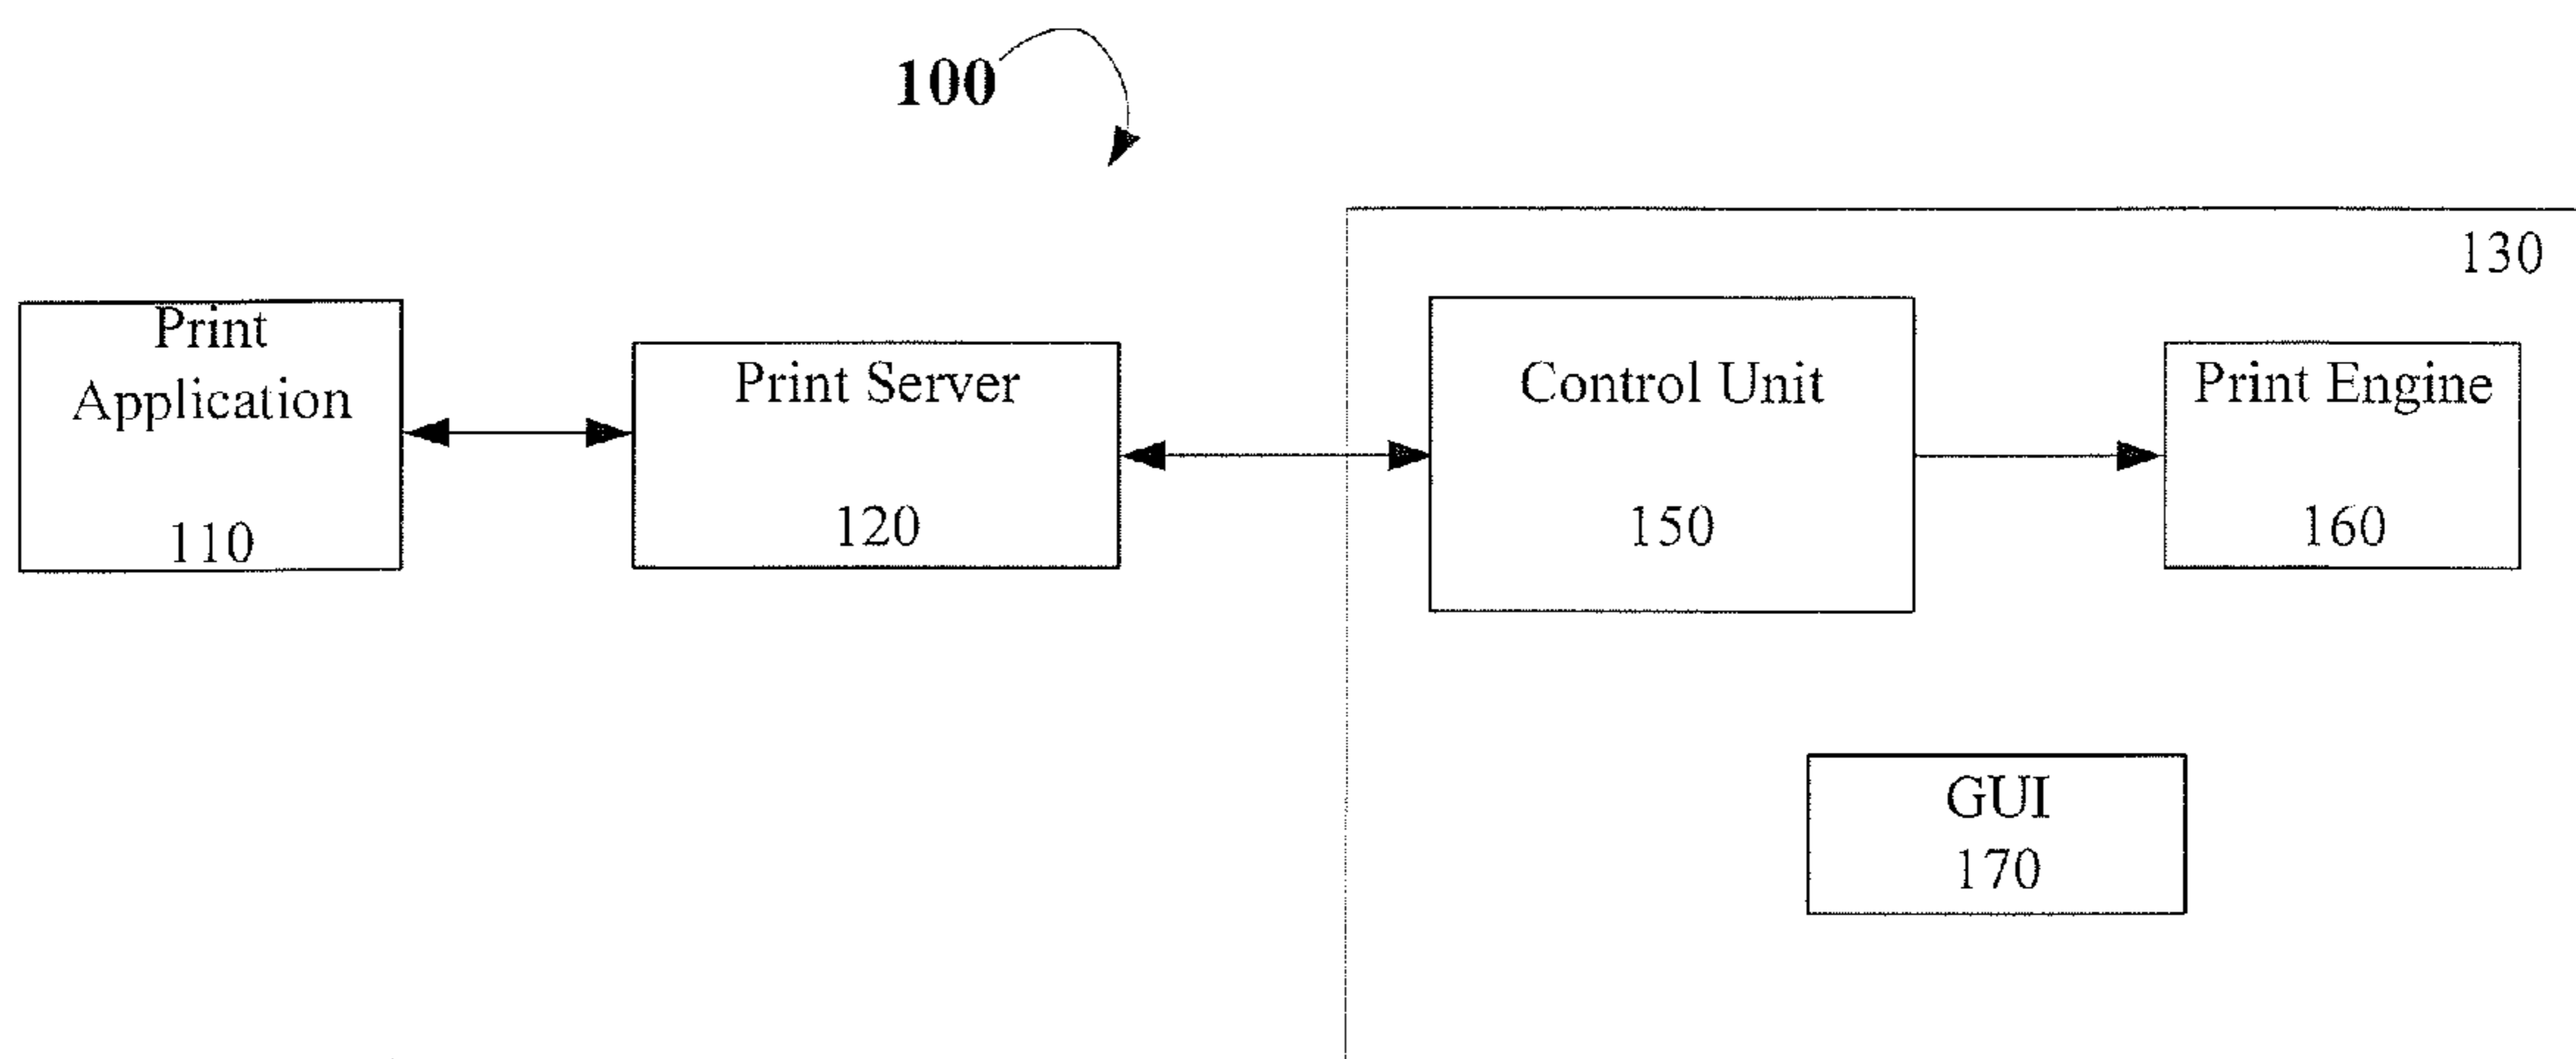 100
130
Print
Application
110
Print Server
120
Control Unit
150
Print Engine
160
GUI
170